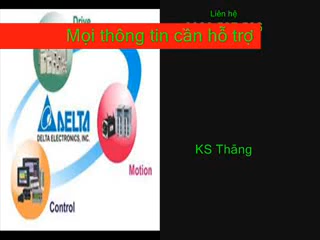 Liên hệ
Drive
Mọi thông tin cần hỗ trợ
DELTA
DELTA ELECTRONICS, INC.
KS Thăng
Motion
Control